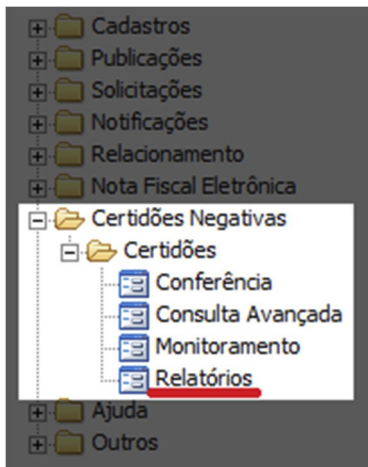 Cadastros
Publicações
Solicitações
Notificações
Relacionamento
Nota Fiscal Eletrônica
Certidões Negativas
Certidões
Conferência
Consulta Avançada
Monitoramento
Relatórios
Ajuda
Outros